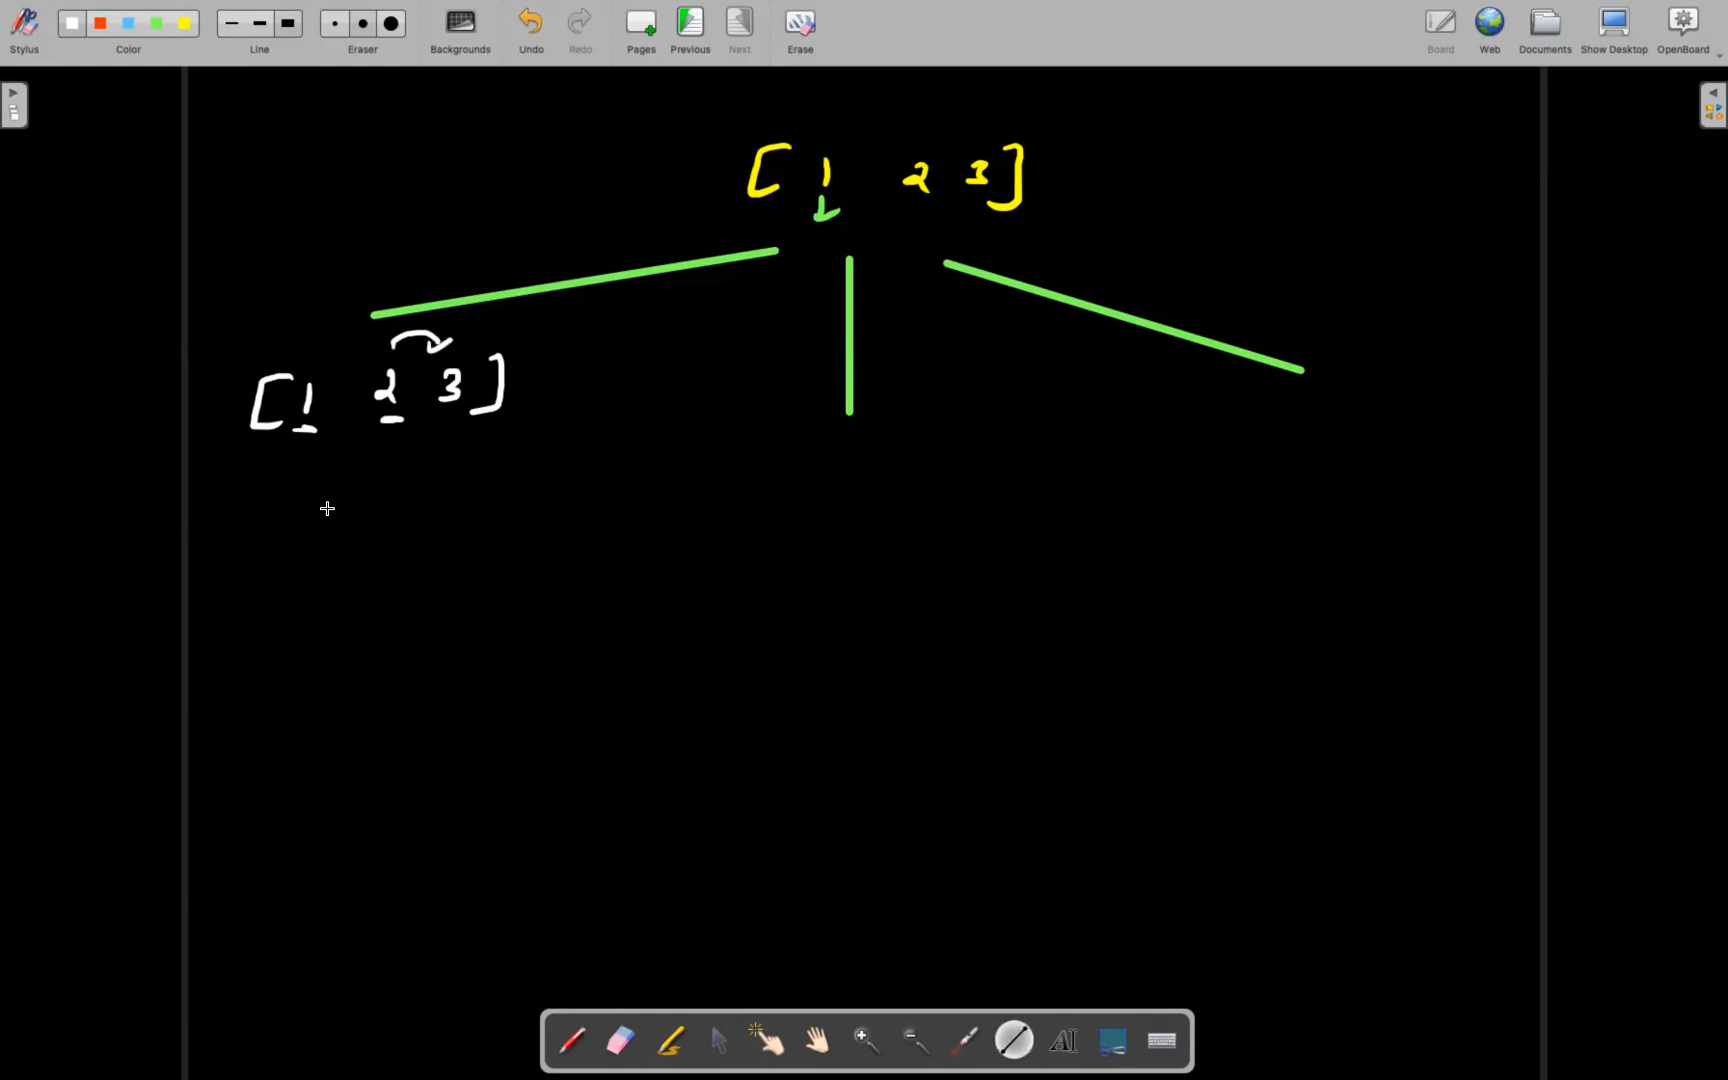 Stylus Color Line Eraser Backgrounds Undo Redo Pages Previous Next Erase Board Web Documents Show Desktop OpenBoard
[ 1 2 3 ]
[ 1 2 3 ]
AI